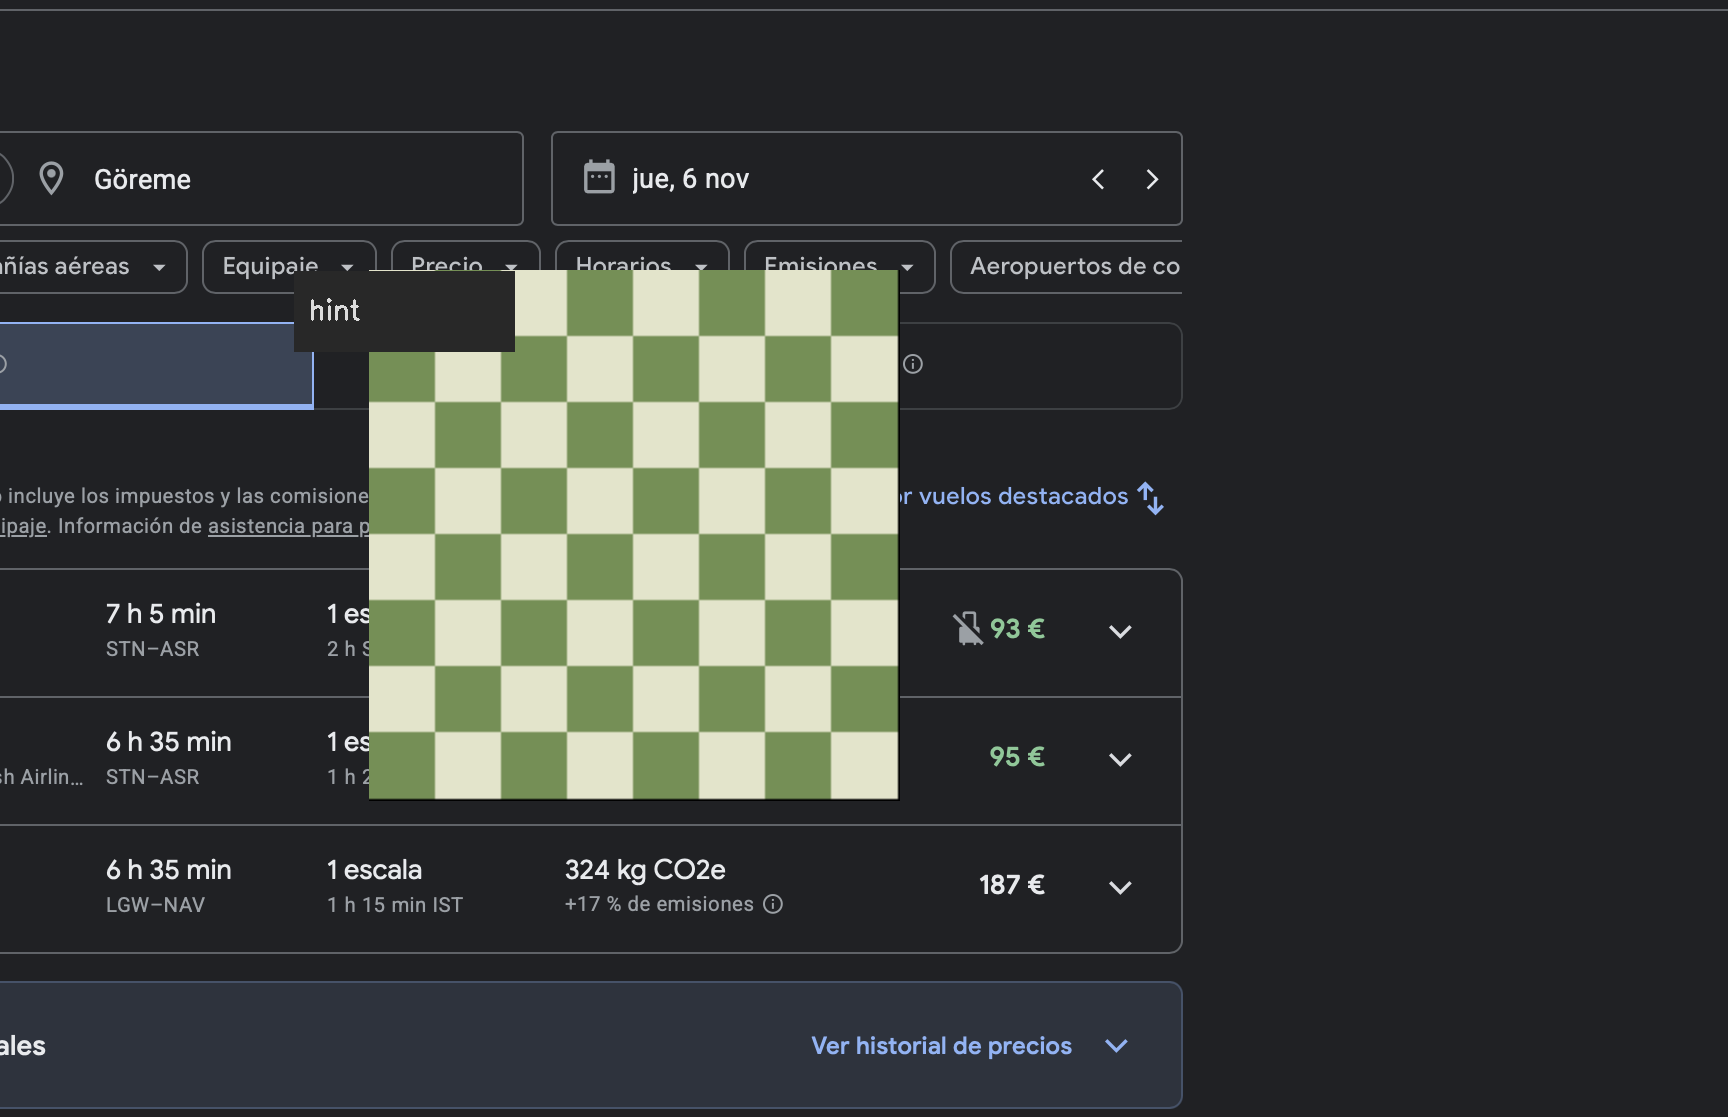 Göreme
jue, 6 nov
ñías aéreas
Equipaje
Precio
Horarios
Emisiones
Aeropuertos de co
hint
incluye los impuestos y las comisione
ipaje. Información de asistencia para p
r vuelos destacados
7 h 5 min
1 es
93 €
STN–ASR
2 h S
6 h 35 min
1 es
95 €
sh Airlin...
STN–ASR
1 h 2
6 h 35 min
1 escala
324 kg CO2e
187 €
LGW–NAV
1 h 15 min IST
+17 % de emisiones
ales
Ver historial de precios